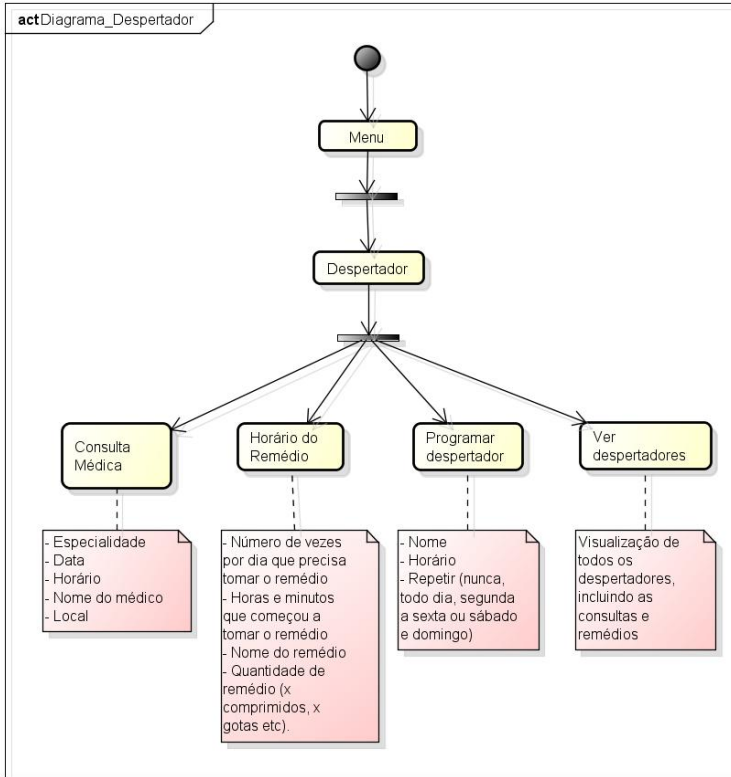 act Diagrama_Despertador
Menu
Despertador
Consulta
Médica
Horário do
Remédio
Programar
despertador
Ver
despertadores
- Especialidade
- Data
- Horário
- Nome do médico
- Local
- Número de vezes
por dia que precisa
tomar o remédio
- Horas e minutos
que começou a
tomar o remédio
- Nome do remédio
- Quantidade de
remédio (x
comprimidos, x
gotas etc).
- Nome
- Horário
- Repetir (nunca,
todo dia, segunda
a sexta ou sábado
e domingo)
Visualização de
todos os
despertadores,
incluindo as
consultas e
remédios